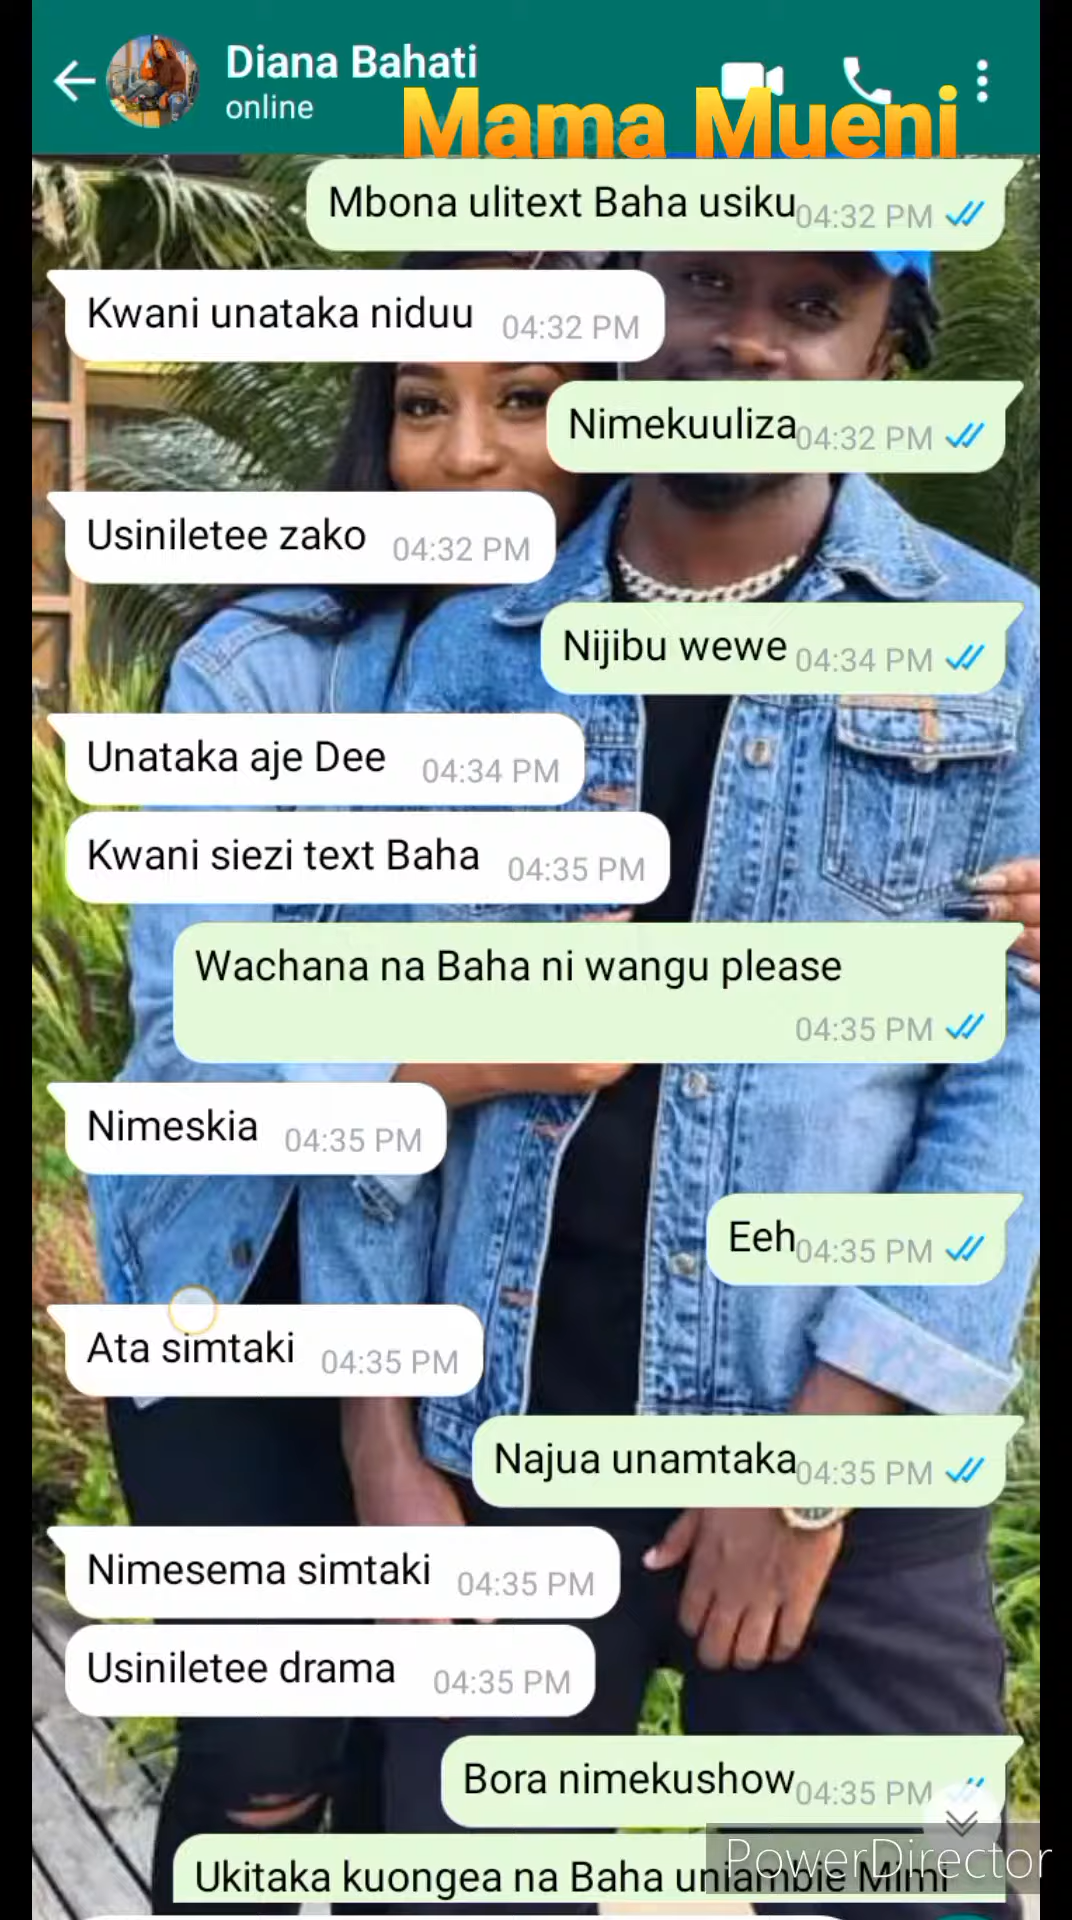 Diana Bahati
online
Mama Mueni
Mbona ulitext Baha usiku 04:32 PM
Kwani unataka niduu 04:32 PM
Nimekuuliza 04:32 PM
Usiniletee zako 04:32 PM
Nijibu wewe 04:34 PM
Unataka aje Dee 04:34 PM
Kwani siezi text Baha 04:35 PM
Wachana na Baha ni wangu please
04:35 PM
Nimeskia 04:35 PM
Eeh 04:35 PM
Ata simtaki 04:35 PM
Najua unamtaka 04:35 PM
Nimesema simtaki 04:35 PM
Usiniletee drama 04:35 PM
Bora nimekushow 04:35 PM
Ukitaka kuongea na Baha uniambie Mimi
PowerDirector